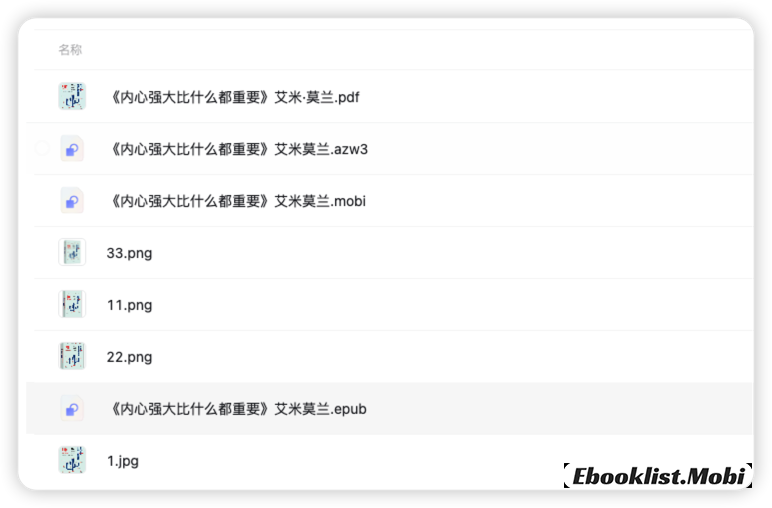 名称
《内心强大比什么都重要》艾米·莫兰.pdf
《内心强大比什么都重要》艾米莫兰.azw3
《内心强大比什么都重要》艾米莫兰.mobi
33.png
11.png
22.png
《内心强大比什么都重要》艾米莫兰.epub
1.jpg
【Ebooklist.Mobi】